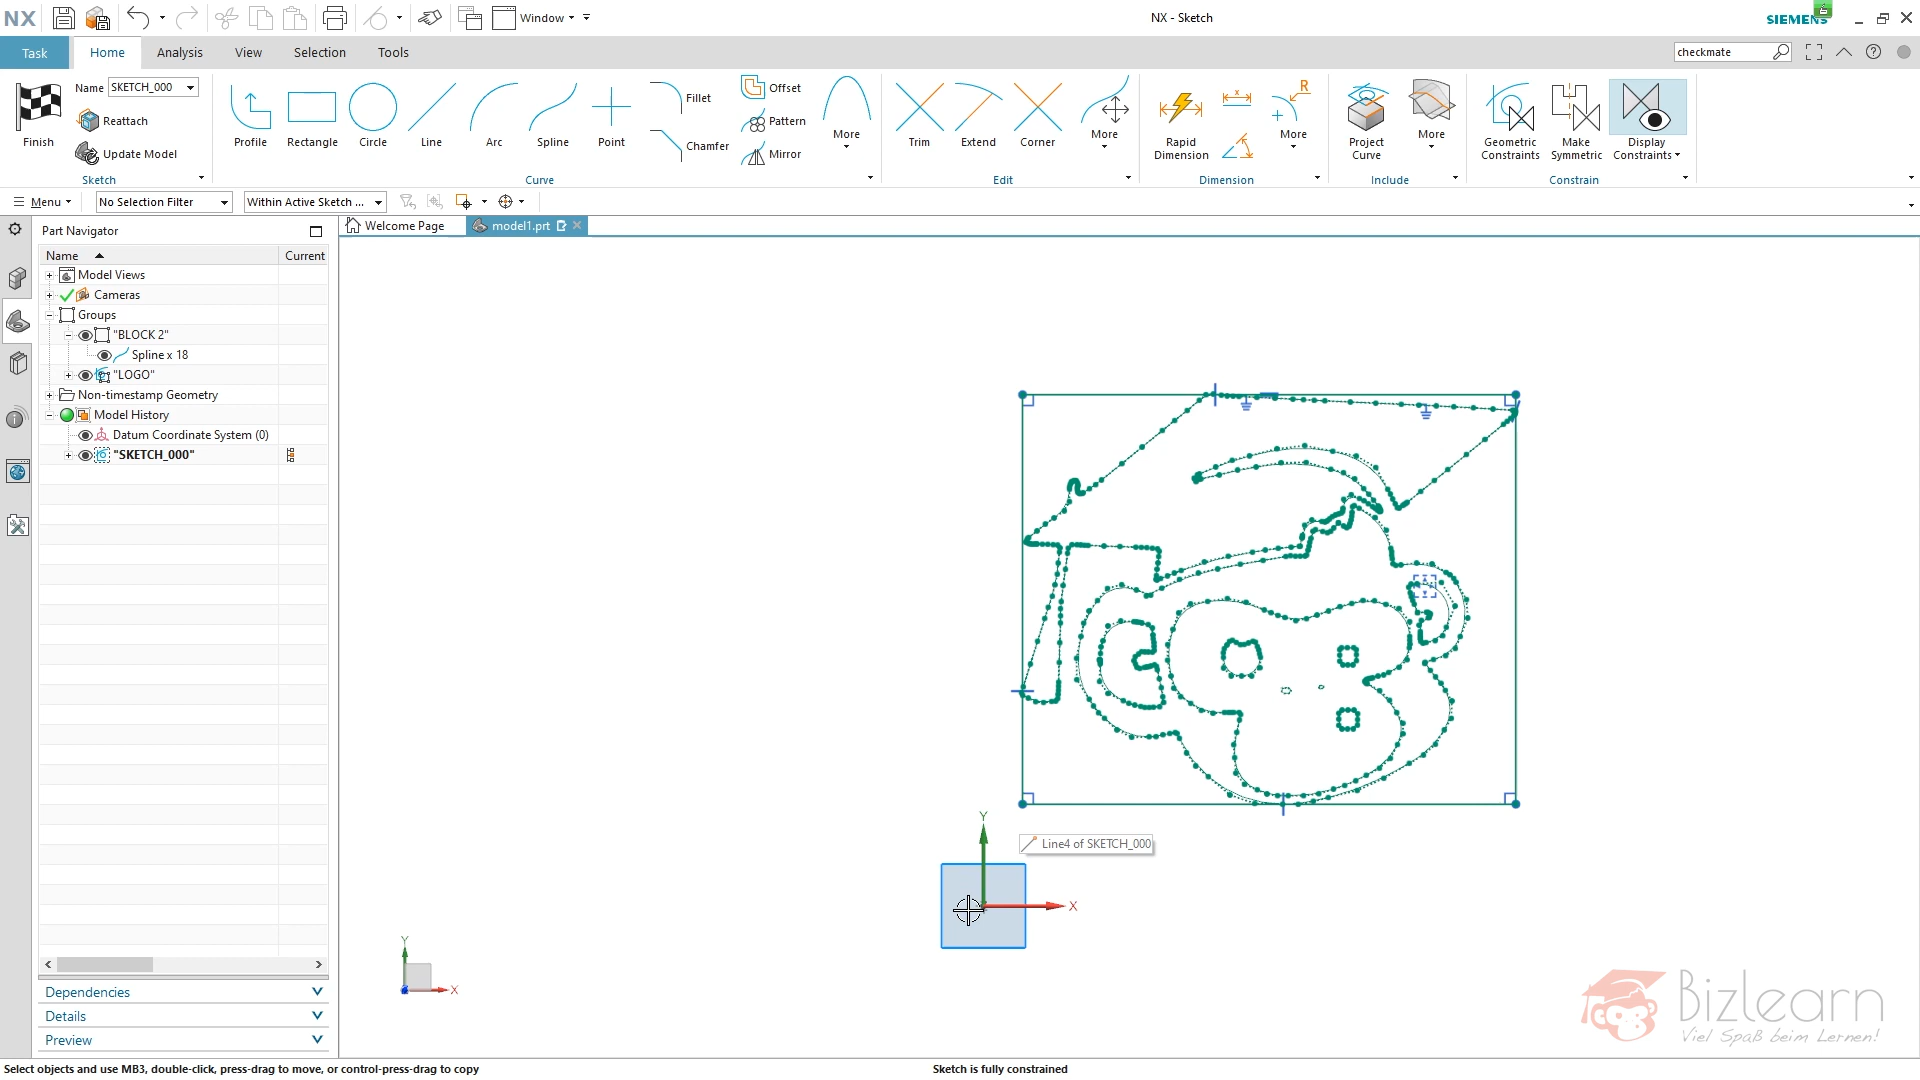 NX
Window
NX - Sketch
SIEMENS
Task
Home
Analysis
View
Selection
Tools
checkmate
Name
SKETCH_000
Reattach
Update Model
Finish
Sketch
Profile
Rectangle
Circle
Line
Arc
Spline
Point
Fillet
Chamfer
Offset
Pattern
Mirror
More
Curve
Trim
Extend
Corner
More
Edit
Rapid
Dimension
R
x
More
Dimension
Project
Curve
More
Include
Geometric
Constraints
Make
Symmetric
Display
Constraints
Constrain
Menu
No Selection Filter
Within Active Sketch ...
Part Navigator
Welcome Page
model1.prt
Name
Current
Model Views
Cameras
Groups
"BLOCK 2"
Spline x 18
"LOGO"
Non-timestamp Geometry
Model History
Datum Coordinate System (0)
"SKETCH_000"
Y
Line4 of SKETCH_000
X
Y
X
Dependencies
Details
Preview
Bizlearn
Viel Spaß beim Lernen!
Select objects and use MB3, double-click, press-drag to move, or control-press-drag to copy
Sketch is fully constrained